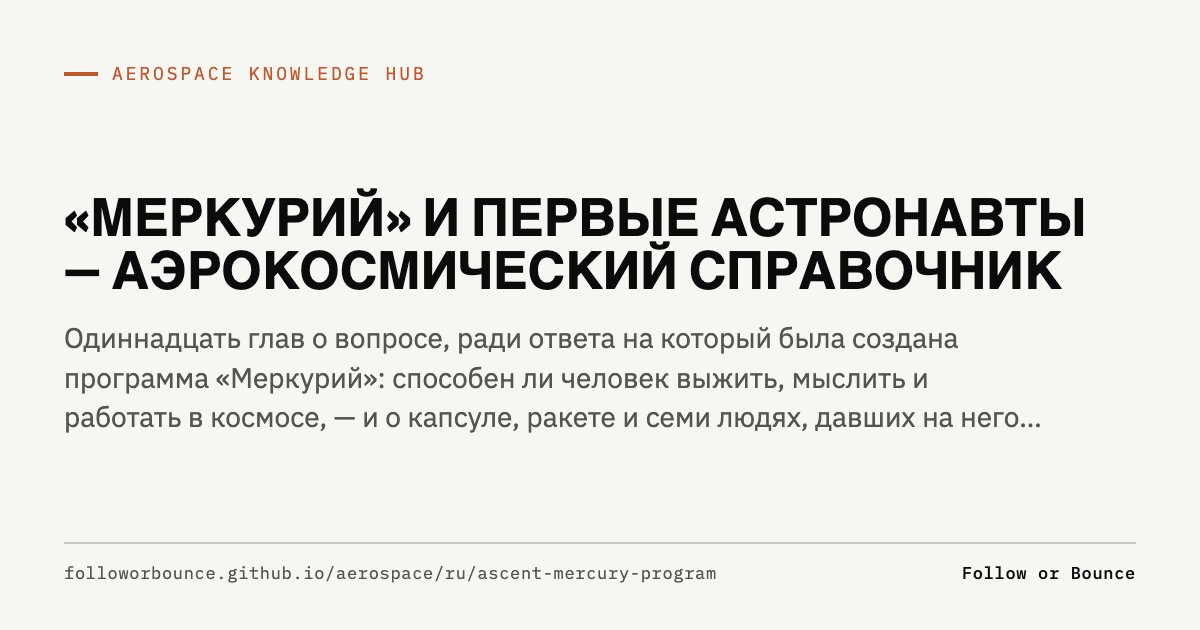 AEROSPACE KNOWLEDGE HUB
«МЕРКУРИЙ» И ПЕРВЫЕ АСТРОНАВТЫ
— АЭРОКОСМИЧЕСКИЙ СПРАВОЧНИК
Одиннадцать глав о вопросе, ради ответа на который была создана
программа «Меркурий»: способен ли человек выжить, мыслить и
работать в космосе, — и о капсуле, ракете и семи людях, давших на него…
followorbounce.github.io/aerospace/ru/ascent-mercury-program
Follow or Bounce